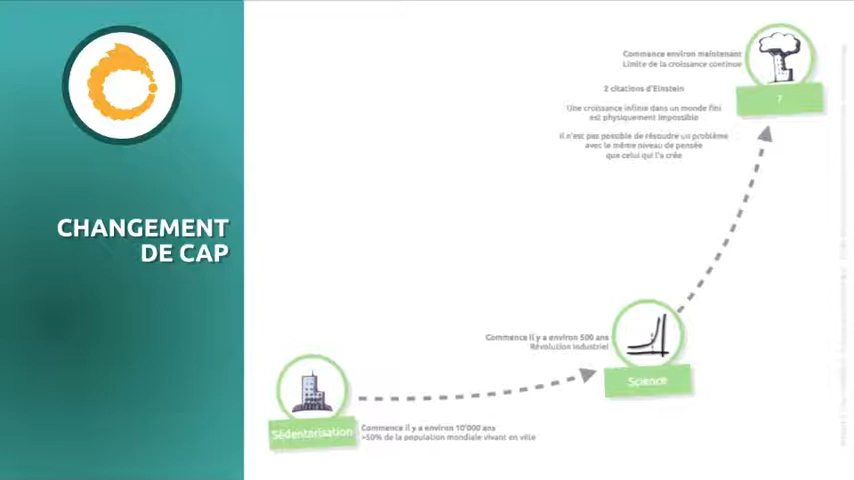 CHANGEMENT
DE CAP
Commence environ maintenant
Limite de la croissance continue
2 citations d'Einstein
Une croissance infinie dans un monde fini
est physiquement impossible
Il n'est pas possible de résoudre un problème
avec le même niveau de pensée
que celui qui l'a crée
?
Commence il y a environ 500 ans
Révolution industriel
Science
Sédentarisation
Commence il y a environ 10'000 ans
>50% de la population mondiale vivant en ville